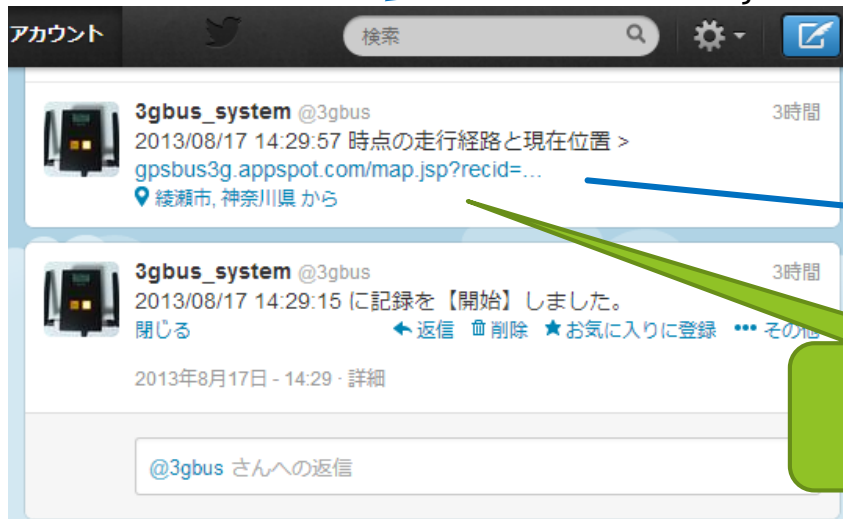 アカウント
検索
3gbus_system @3gbus 3時間
2013/08/17 14:29:57 時点の走行経路と現在位置 >
gpsbus3g.appspot.com/map.jsp?recid=...
綾瀬市, 神奈川県 から
3gbus_system @3gbus 3時間
2013/08/17 14:29:15 に記録を【開始】しました。
閉じる 返信 削除 お気に入りに登録 ••• その他
2013年8月17日 - 14:29 · 詳細
@3gbus さんへの返信